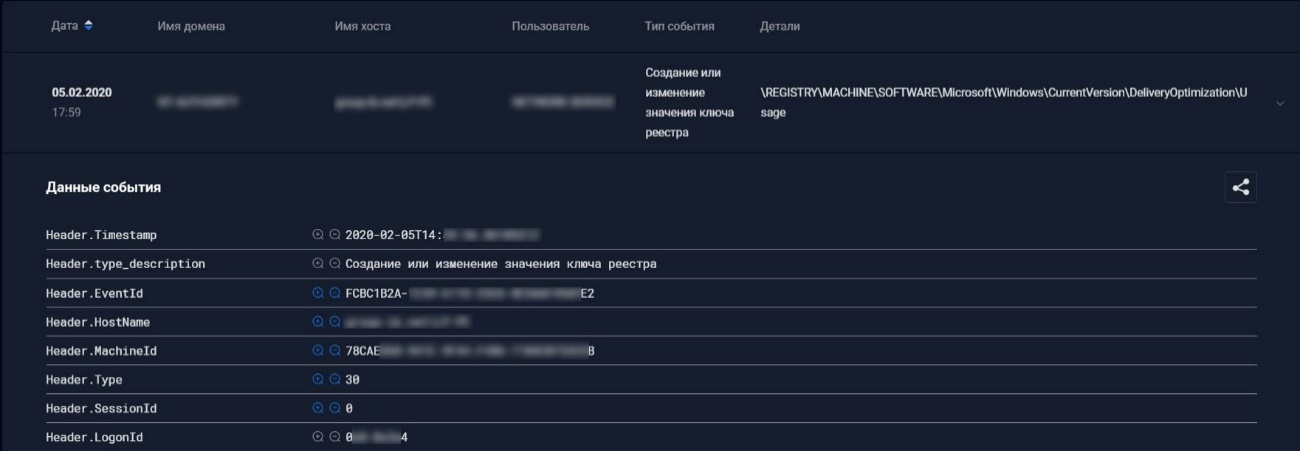 Дата Имя домена Имя хоста Пользователь Тип события Детали
Создание или
изменение
значения ключа
реестра
05.02.2020
17:59
\REGISTRY\MACHINE\SOFTWARE\Microsoft\Windows\CurrentVersion\DeliveryOptimization\U
sage
Данные события
Header.Timestamp 2020-02-05T14:
Header.type_description Создание или изменение значения ключа реестра
Header.EventId FCBC1B2A- E2
Header.HostName
Header.MachineId 78CAE B
Header.Type 30
Header.SessionId 0
Header.LogonId 0 4